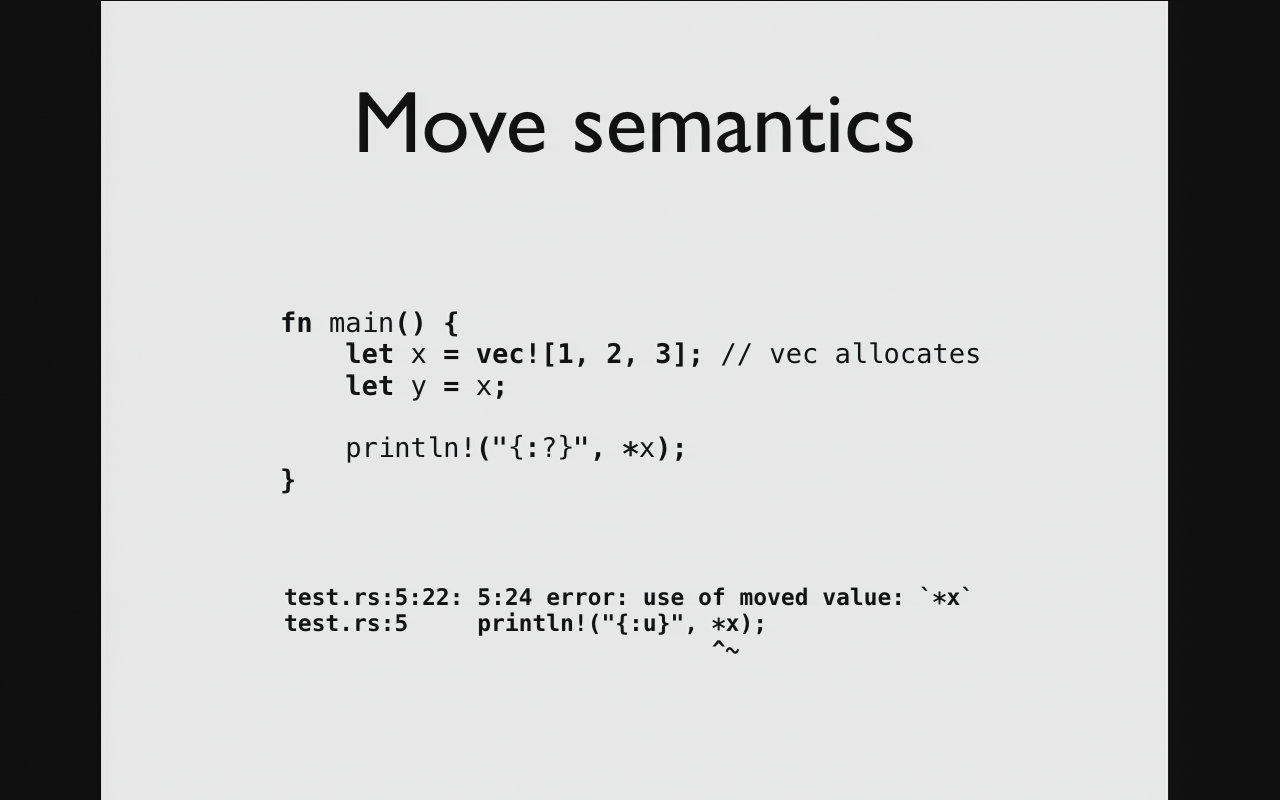 Move semantics
fn main() {
    let x = vec![1, 2, 3]; // vec allocates
    let y = x;
    println!("{:?}", *x);
}
test.rs:5:22: 5:24 error: use of moved value: `*x`
test.rs:5     println!("{:u}", *x);
                               ^~